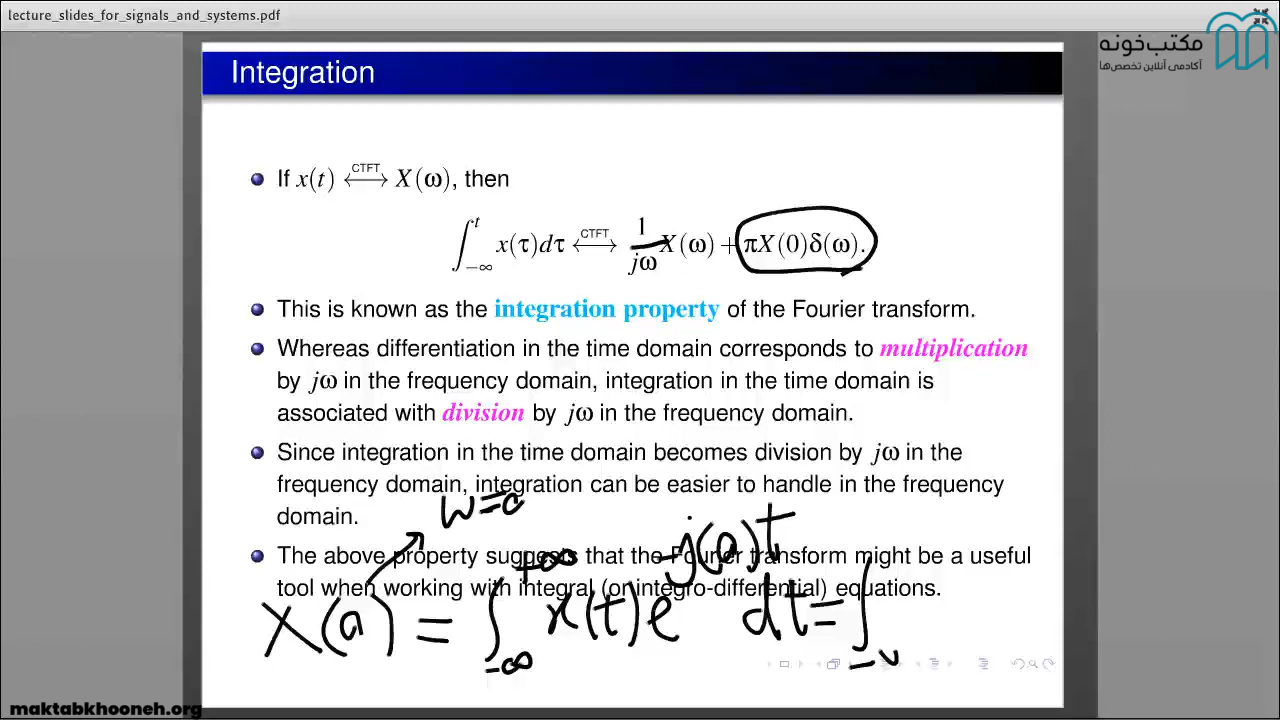 lecture_slides_for_signals_and_systems.pdf
مکتب‌خونه
آکادمی آنلاین تخصص‌ها
Integration
If x(t) ⟷ X(ω), then
CTFT
∫_{−∞}^{t} x(τ)dτ ⟷ 1/jω X(ω) + πX(0)δ(ω).
CTFT
This is known as the integration property of the Fourier transform.
Whereas differentiation in the time domain corresponds to multiplication
by jω in the frequency domain, integration in the time domain is
associated with division by jω in the frequency domain.
Since integration in the time domain becomes division by jω in the
frequency domain, integration can be easier to handle in the frequency
domain.
w=0
The above property suggests that the Fourier transform might be a useful
tool when working with integral (or integro-differential) equations.
X(0) = ∫_{−∞}^{+∞} x(t) e^{−j(0)t} dt = ∫
maktabkhooneh.org